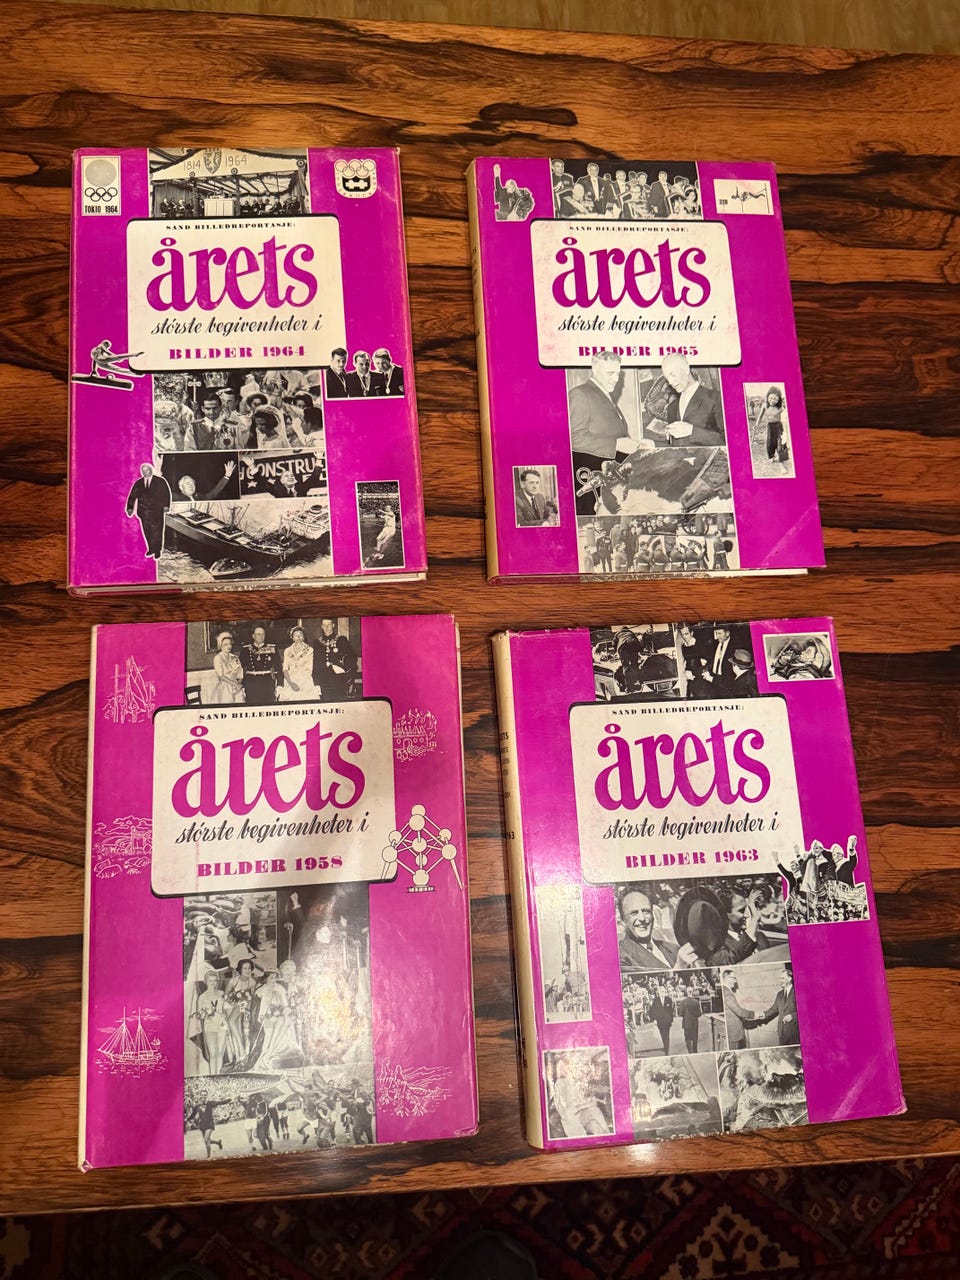 1814 1964
TOKIO 1964
SAND BILLEDREPORTASJE:
årets
største begivenheter i
BILDER 1964
CONSTRU
SAND BILLEDREPORTASJE:
årets
største begivenheter i
BILDER 1965
SAND BILLEDREPORTASJE:
årets
største begivenheter i
BILDER 1958
SAND BILLEDREPORTASJE:
årets
største begivenheter i
BILDER 1963